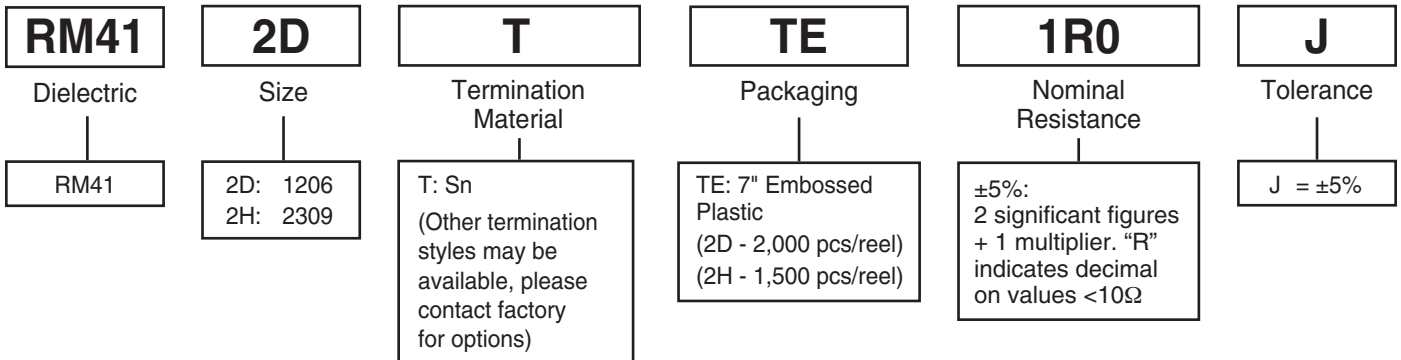 RM41 2D T TE 1R0 J
Dielectric
Size
Termination
Material
Packaging
Nominal
Resistance
Tolerance
RM41
2D: 1206
2H: 2309
T: Sn
(Other termination
styles may be
available, please
contact factory
for options)
TE: 7" Embossed
Plastic
(2D - 2,000 pcs/reel)
(2H - 1,500 pcs/reel)
±5%:
2 significant figures
+ 1 multiplier. “R”
indicates decimal
on values <10Ω
J = ±5%